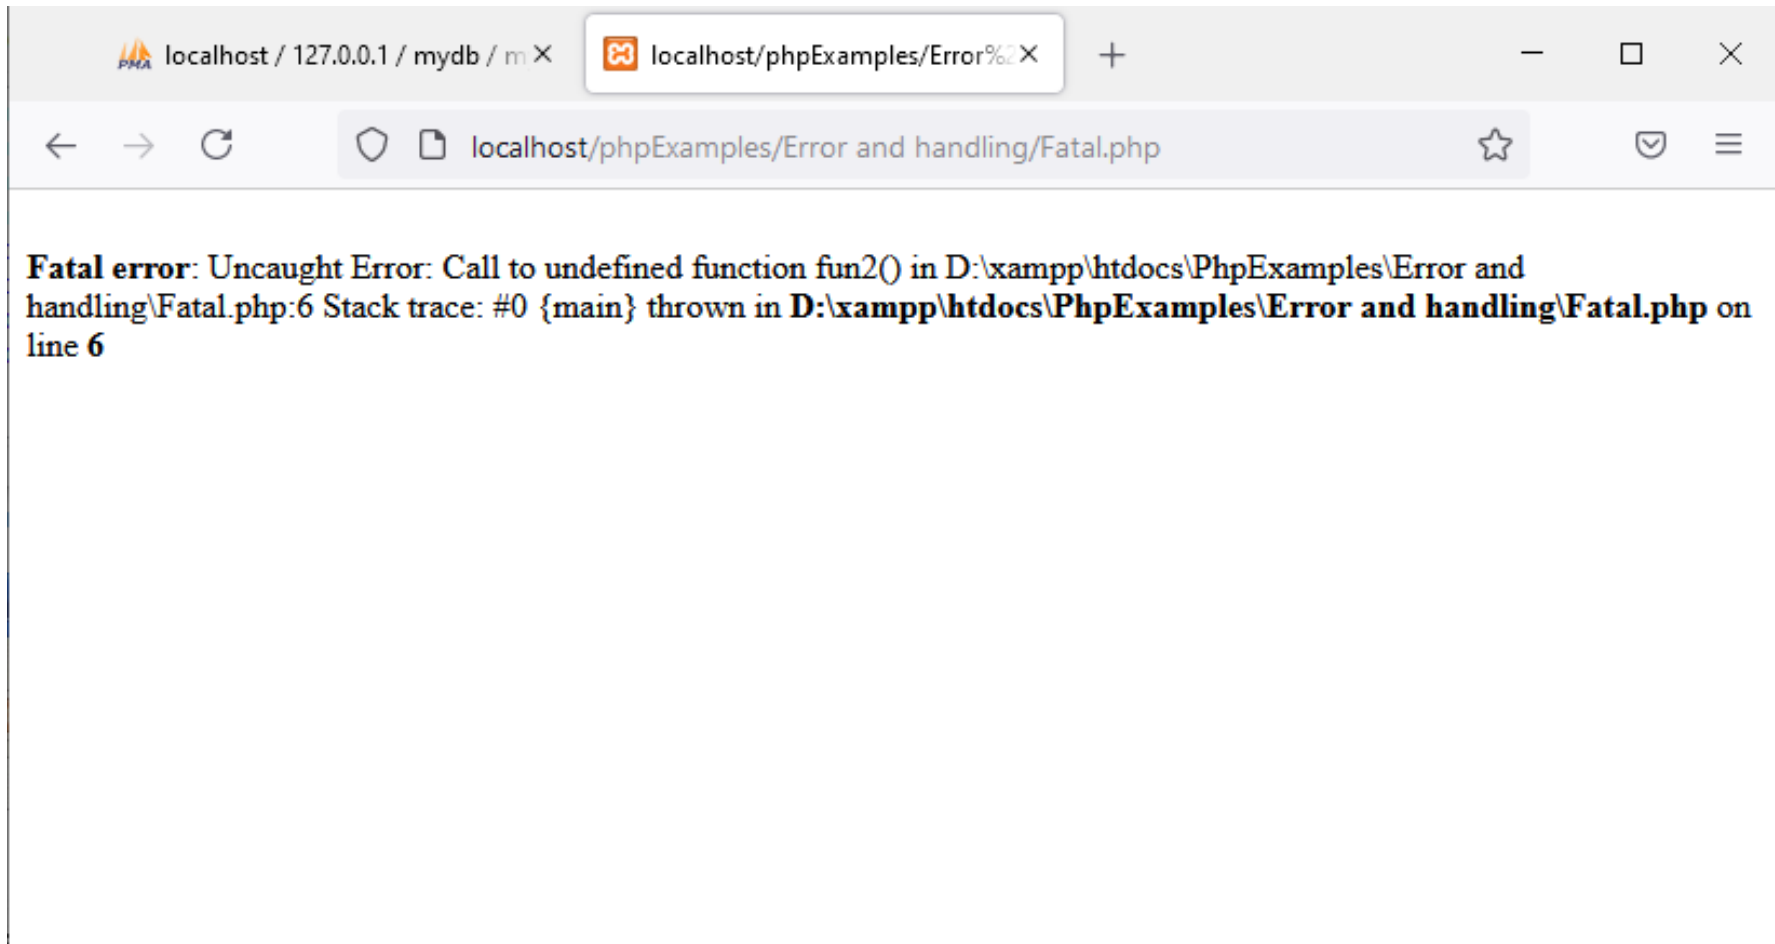 PMA localhost / 127.0.0.1 / mydb / m
localhost/phpExamples/Error%2
localhost/phpExamples/Error and handling/Fatal.php
Fatal error: Uncaught Error: Call to undefined function fun2() in D:\xampp\htdocs\PhpExamples\Error and
handling\Fatal.php:6 Stack trace: #0 {main} thrown in D:\xampp\htdocs\PhpExamples\Error and handling\Fatal.php on
line 6